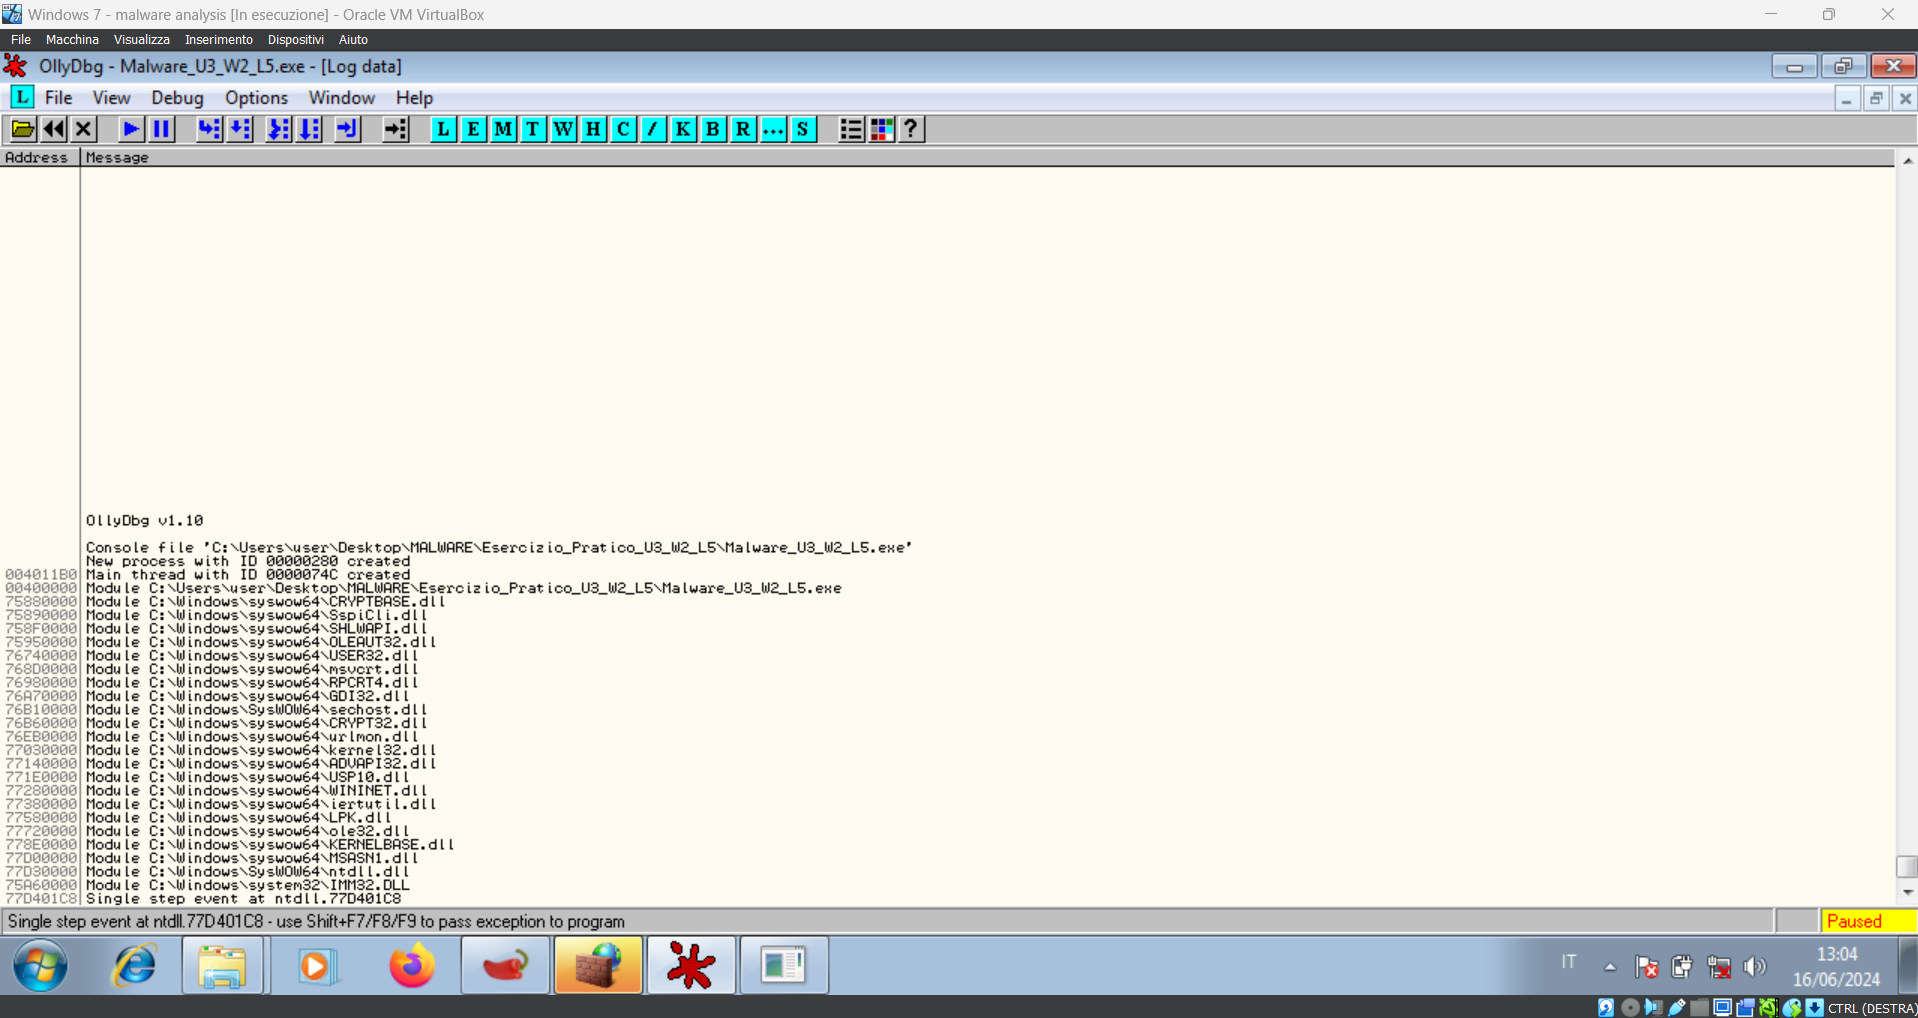 Windows 7 - malware analysis [In esecuzione] - Oracle VM VirtualBox
File Macchina Visualizza Inserimento Dispositivi Aiuto
OllyDbg - Malware_U3_W2_L5.exe - [Log data]
L File View Debug Options Window Help
L E M T W H C / K B R ... S ?
Address Message
OllyDbg v1.10
Console file 'C:\Users\user\Desktop\MALWARE\Esercizio_Pratico_U3_W2_L5\Malware_U3_W2_L5.exe'
New process with ID 00000280 created
004011B0 Main thread with ID 0000074C created
00400000 Module C:\Users\user\Desktop\MALWARE\Esercizio_Pratico_U3_W2_L5\Malware_U3_W2_L5.exe
75880000 Module C:\Windows\syswow64\CRYPTBASE.dll
75890000 Module C:\Windows\syswow64\SspiCli.dll
758F0000 Module C:\Windows\syswow64\SHLWAPI.dll
75950000 Module C:\Windows\syswow64\OLEAUT32.dll
76740000 Module C:\Windows\syswow64\USER32.dll
768D0000 Module C:\Windows\syswow64\msvcrt.dll
76980000 Module C:\Windows\syswow64\RPCRT4.dll
76A70000 Module C:\Windows\syswow64\GDI32.dll
76B10000 Module C:\Windows\SysWOW64\sechost.dll
76B60000 Module C:\Windows\syswow64\CRYPT32.dll
76EB0000 Module C:\Windows\syswow64\urlmon.dll
77030000 Module C:\Windows\syswow64\kernel32.dll
77140000 Module C:\Windows\syswow64\ADVAPI32.dll
771E0000 Module C:\Windows\syswow64\USP10.dll
77280000 Module C:\Windows\syswow64\WININET.dll
77380000 Module C:\Windows\syswow64\iertutil.dll
77580000 Module C:\Windows\syswow64\LPK.dll
77720000 Module C:\Windows\syswow64\ole32.dll
778E0000 Module C:\Windows\syswow64\KERNELBASE.dll
77D00000 Module C:\Windows\syswow64\MSASN1.dll
77D30000 Module C:\Windows\SysWOW64\ntdll.dll
75A60000 Module C:\Windows\system32\IMM32.DLL
77D401C8 Single step event at ntdll.77D401C8
Single step event at ntdll.77D401C8 - use Shift+F7/F8/F9 to pass exception to program Paused
IT 13:04
16/06/2024
CTRL (DESTRA)